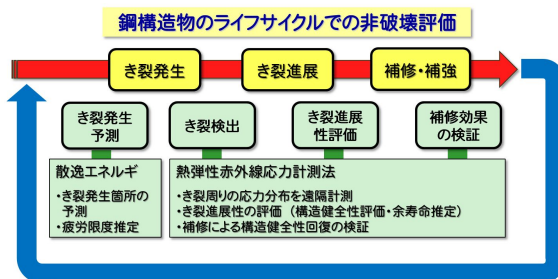 鋼構造物のライフサイクルでの非破壊評価
き裂発生
き裂進展
補修・補強
き裂発生
予測
き裂検出
き裂進展
性評価
補修効果
の検証
散逸エネルギ
・き裂発生箇所の
予測
・疲労限度推定
熱弾性赤外線応力計測法
・き裂周りの応力分布を遠隔計測
・き裂進展性の評価（構造健全性評価・余寿命推定）
・補修による構造健全性回復の検証